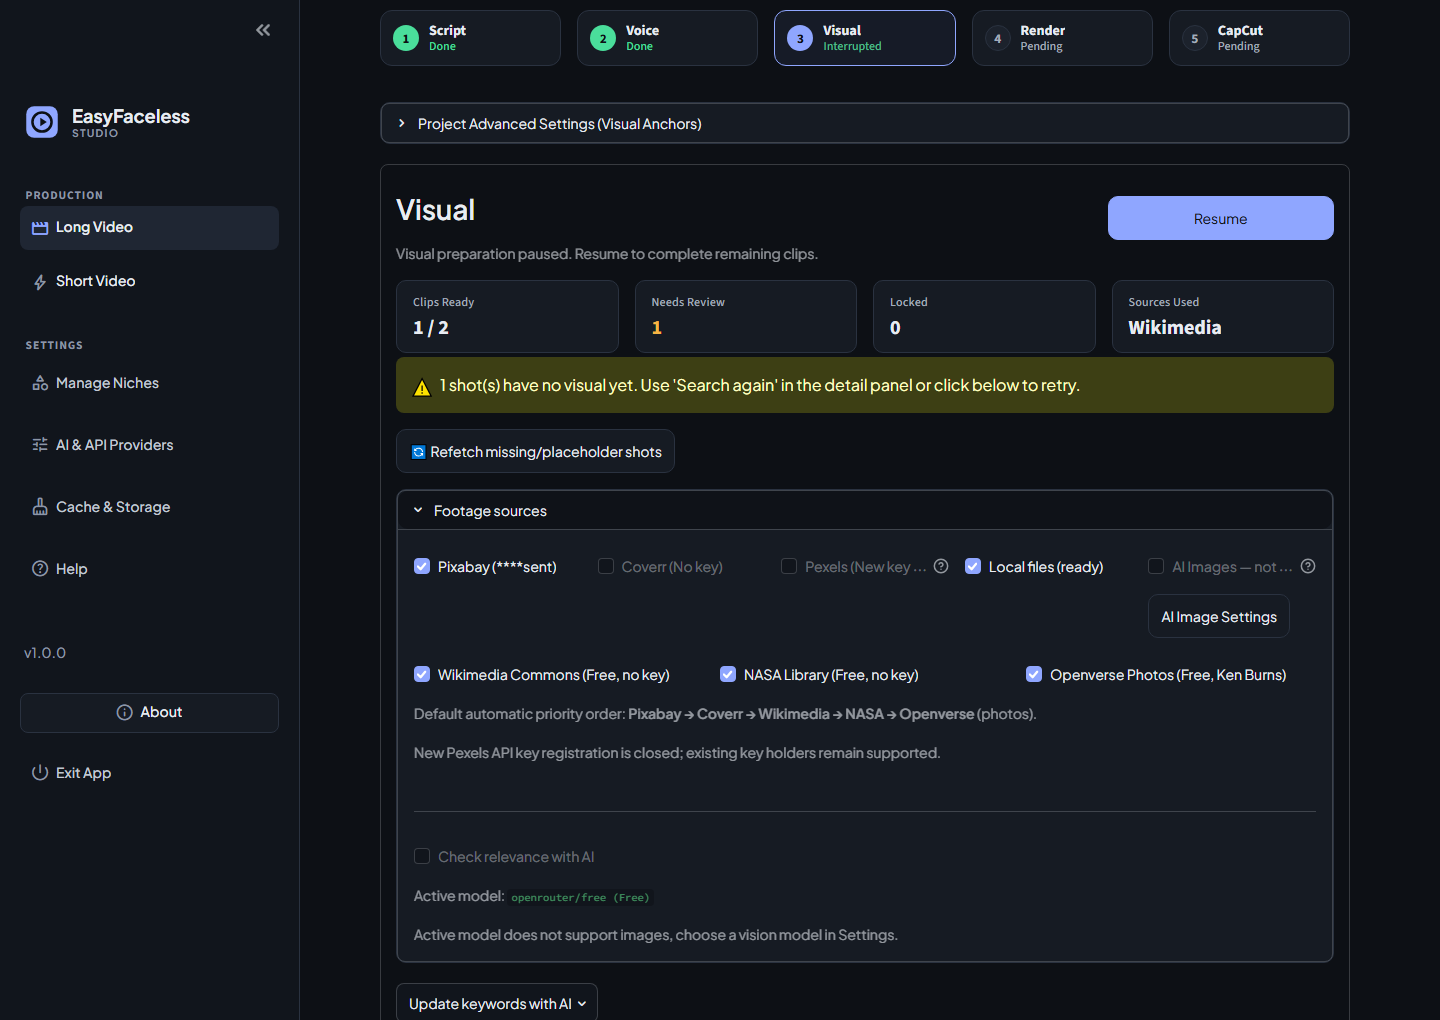 EasyFaceless
STUDIO
PRODUCTION
Long Video
Short Video
SETTINGS
Manage Niches
AI & API Providers
Cache & Storage
Help
v1.0.0
About
Exit App
1 Script
Done
2 Voice
Done
3 Visual
Interrupted
4 Render
Pending
5 CapCut
Pending
Project Advanced Settings (Visual Anchors)
Visual
Resume
Visual preparation paused. Resume to complete remaining clips.
Clips Ready
1 / 2
Needs Review
1
Locked
0
Sources Used
Wikimedia
1 shot(s) have no visual yet. Use 'Search again' in the detail panel or click below to retry.
Refetch missing/placeholder shots
Footage sources
Pixabay (****sent)
Coverr (No key)
Pexels (New key ...
Local files (ready)
AI Images — not ...
AI Image Settings
Wikimedia Commons (Free, no key)
NASA Library (Free, no key)
Openverse Photos (Free, Ken Burns)
Default automatic priority order: Pixabay → Coverr → Wikimedia → NASA → Openverse (photos).
New Pexels API key registration is closed; existing key holders remain supported.
Check relevance with AI
Active model: openrouter/free (Free)
Active model does not support images, choose a vision model in Settings.
Update keywords with AI